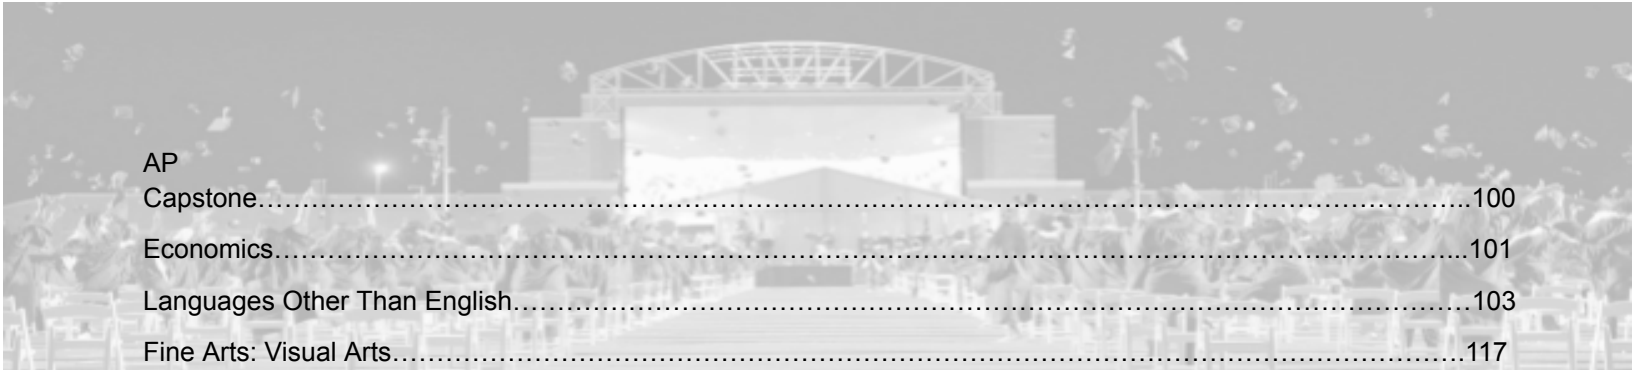 AP
Capstone…………………………………………………………………………………………………………………………..100
Economics………………………………………………………………………………………………………………………....101
Languages Other Than English…………………………………………………………………………………………………103
Fine Arts: Visual Arts……………………………………………………………………………………………………………..117